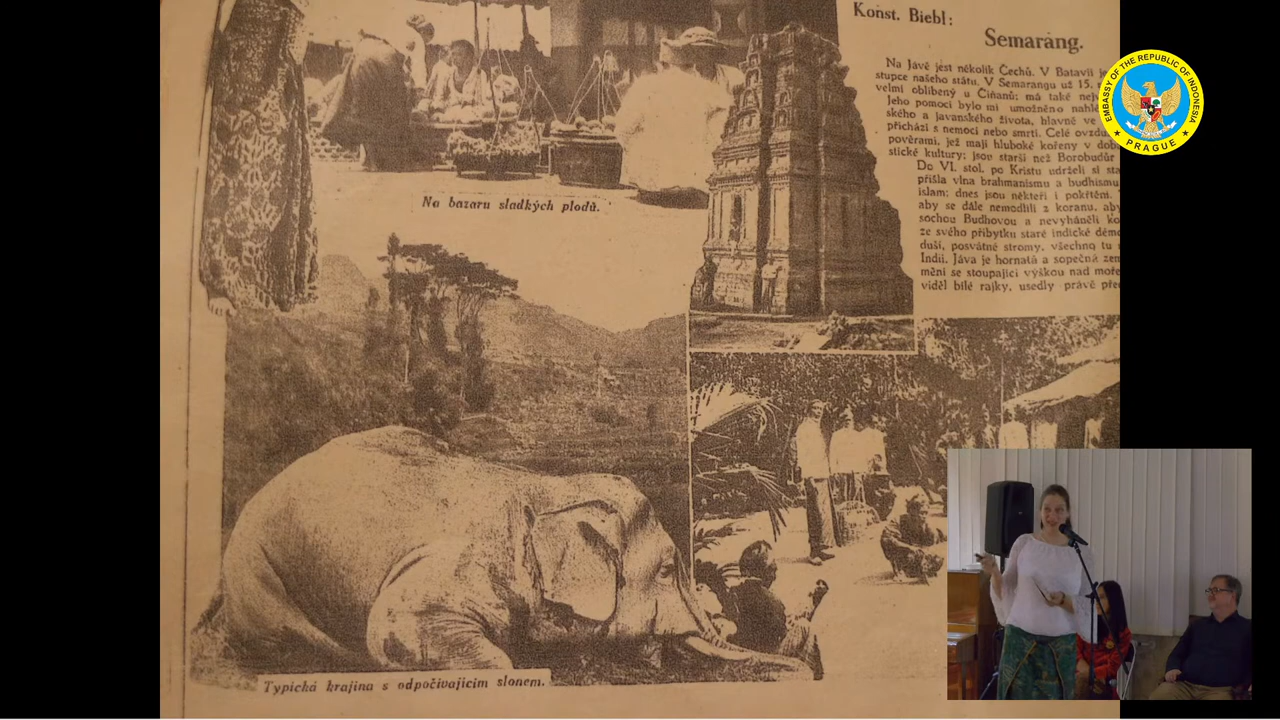 Konst. Biebl:
Semarang.
Na Jávě jest několik Čechů. V Batavii
stupce našeho státu. V Semarangu už 15.
velmi oblíbený u Číňanů; má také
Jeho pomocí bylo mi umožněno
ského a javanského života, hlavně ve
přichází s nemocí nebo smrtí. Celé
pověrami, jež mají hluboké kořeny v
stické kultury; jsou starší než Borobudúr
Do VI. stol. po Kristu udrželi si
přišla vlna brahmanismu a budhismu
islam; dnes jsou někteří i pokřtěni.
aby se dále nemodlili z koranu, aby
sochou Budhovou a nevyháněli
ze svého příbytku staré indické
duší, posvátné stromy, všechno tu
Indii. Jáva je hornatá a sopečná
mění se stoupající výškou nad
viděl bílé rajky, usedly právě
Na bazaru sladkých plodů.
Typická krajina s odpočívajícím slonem.
EMBASSY OF THE REPUBLIC OF INDONESIA
PRAGUE